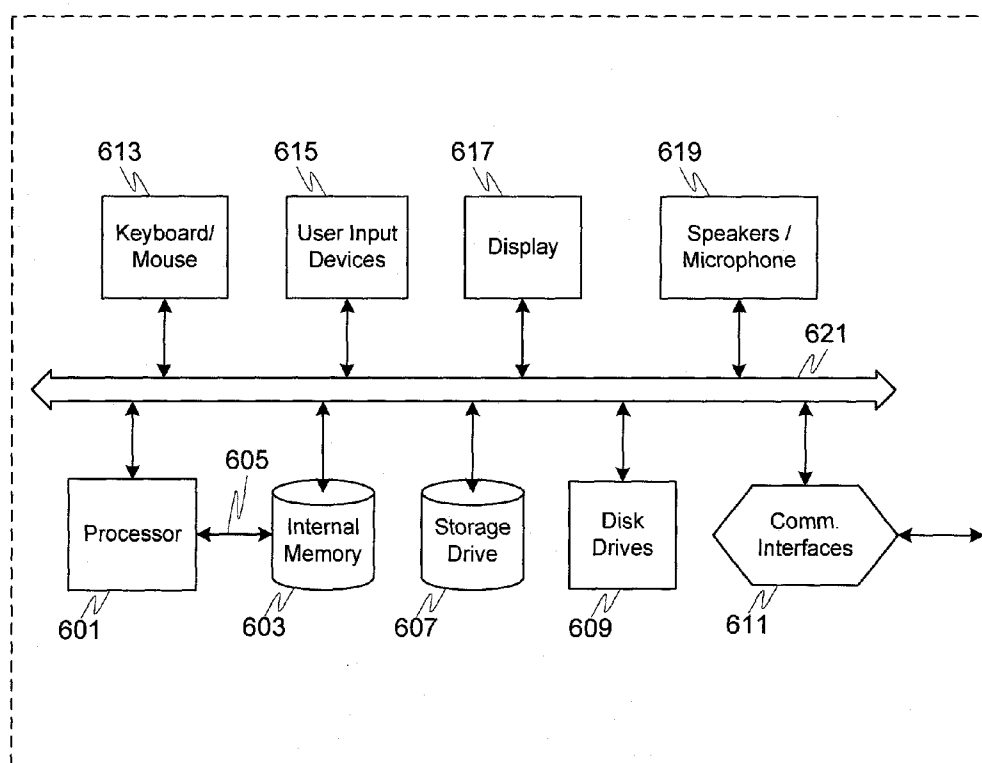 613
615
617
619
Keyboard/
Mouse
User Input
Devices
Display
Speakers /
Microphone
621
605
Processor
Internal
Memory
Storage
Drive
Disk
Drives
Comm.
Interfaces
601
603
607
609
611